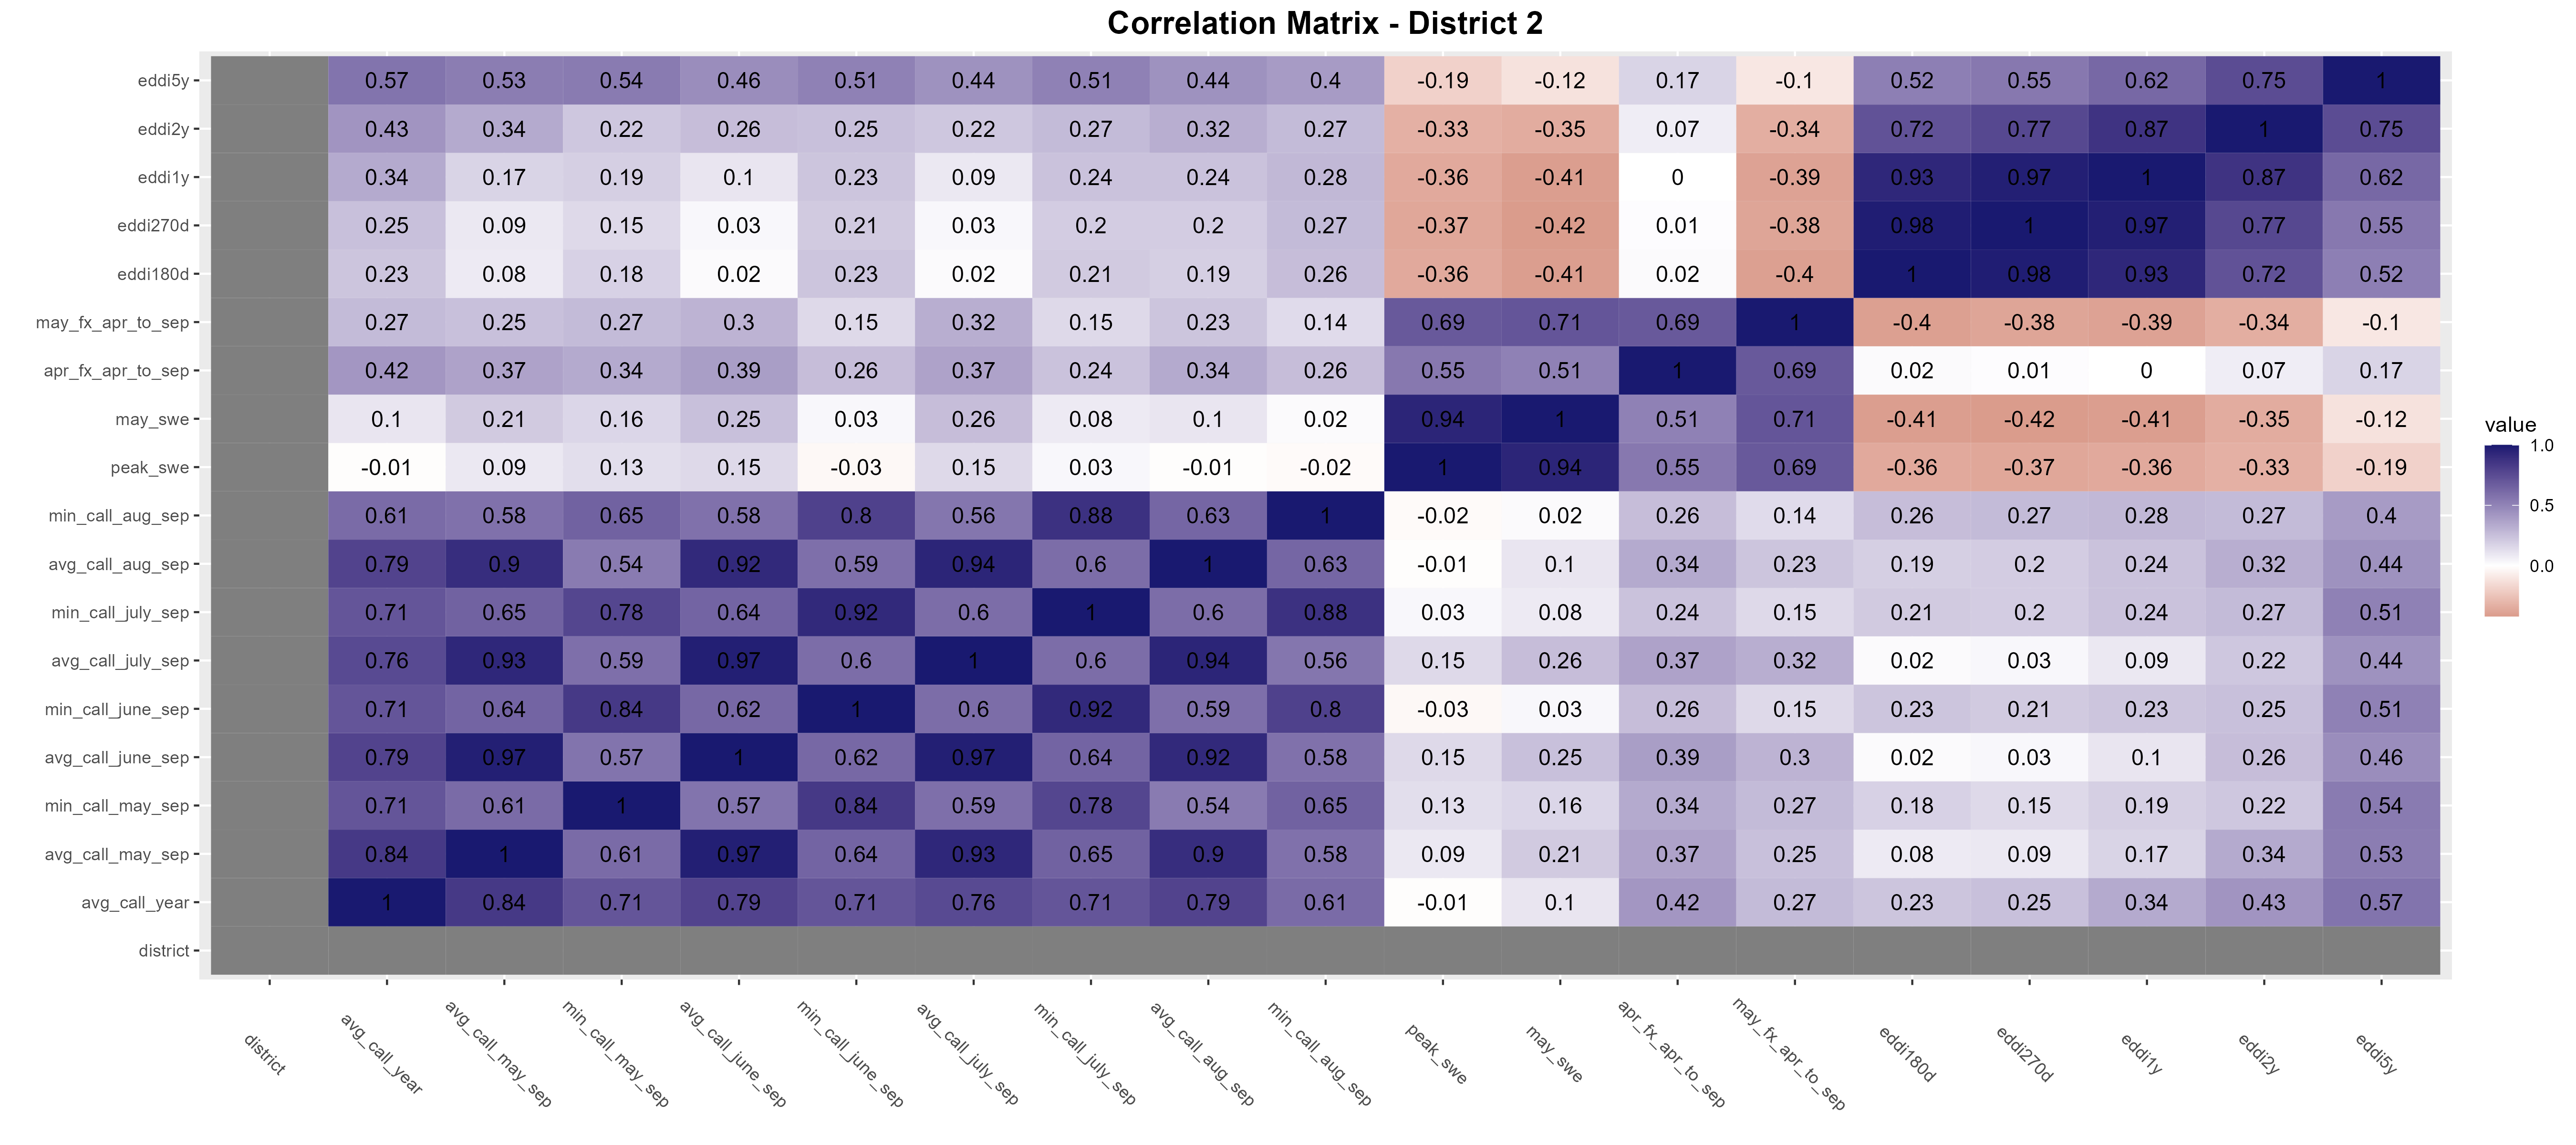 Correlation Matrix - District 2
eddi5y 0.57 0.53 0.54 0.46 0.51 0.44 0.51 0.44 0.4 -0.19 -0.12 0.17 -0.1 0.52 0.55 0.62 0.75 1
eddi2y 0.43 0.34 0.22 0.26 0.25 0.22 0.27 0.32 0.27 -0.33 -0.35 0.07 -0.34 0.72 0.77 0.87 1 0.75
eddi1y 0.34 0.17 0.19 0.1 0.23 0.09 0.24 0.24 0.28 -0.36 -0.41 0 -0.39 0.93 0.97 1 0.87 0.62
eddi270d 0.25 0.09 0.15 0.03 0.21 0.03 0.2 0.2 0.27 -0.37 -0.42 0.01 -0.38 0.98 1 0.97 0.77 0.55
eddi180d 0.23 0.08 0.18 0.02 0.23 0.02 0.21 0.19 0.26 -0.36 -0.41 0.02 -0.4 1 0.98 0.93 0.72 0.52
may_fx_apr_to_sep 0.27 0.25 0.27 0.3 0.15 0.32 0.15 0.23 0.14 0.69 0.71 0.69 1 -0.4 -0.38 -0.39 -0.34 -0.1
apr_fx_apr_to_sep 0.42 0.37 0.34 0.39 0.26 0.37 0.24 0.34 0.26 0.55 0.51 1 0.69 0.02 0.01 0 0.07 0.17
may_swe 0.1 0.21 0.16 0.25 0.03 0.26 0.08 0.1 0.02 0.94 1 0.51 0.71 -0.41 -0.42 -0.41 -0.35 -0.12
peak_swe -0.01 0.09 0.13 0.15 -0.03 0.15 0.03 -0.01 -0.02 1 0.94 0.55 0.69 -0.36 -0.37 -0.36 -0.33 -0.19
min_call_aug_sep 0.61 0.58 0.65 0.58 0.8 0.56 0.88 0.63 1 -0.02 0.02 0.26 0.14 0.26 0.27 0.28 0.27 0.4
avg_call_aug_sep 0.79 0.9 0.54 0.92 0.59 0.94 0.6 1 0.63 -0.01 0.1 0.34 0.23 0.19 0.2 0.24 0.32 0.44
min_call_july_sep 0.71 0.65 0.78 0.64 0.92 0.6 1 0.6 0.88 0.03 0.08 0.24 0.15 0.21 0.2 0.24 0.27 0.51
avg_call_july_sep 0.76 0.93 0.59 0.97 0.6 1 0.6 0.94 0.56 0.15 0.26 0.37 0.32 0.02 0.03 0.09 0.22 0.44
min_call_june_sep 0.71 0.64 0.84 0.62 1 0.6 0.92 0.59 0.8 -0.03 0.03 0.26 0.15 0.23 0.21 0.23 0.25 0.51
avg_call_june_sep 0.79 0.97 0.57 1 0.62 0.97 0.64 0.92 0.58 0.15 0.25 0.39 0.3 0.02 0.03 0.1 0.26 0.46
min_call_may_sep 0.71 0.61 1 0.57 0.84 0.59 0.78 0.54 0.65 0.13 0.16 0.34 0.27 0.18 0.15 0.19 0.22 0.54
avg_call_may_sep 0.84 1 0.61 0.97 0.64 0.93 0.65 0.9 0.58 0.09 0.21 0.37 0.25 0.08 0.09 0.17 0.34 0.53
avg_call_year 1 0.84 0.71 0.79 0.71 0.76 0.71 0.79 0.61 -0.01 0.1 0.42 0.27 0.23 0.25 0.34 0.43 0.57
district
district avg_call_year avg_call_may_sep min_call_may_sep avg_call_june_sep min_call_june_sep avg_call_july_sep min_call_july_sep avg_call_aug_sep min_call_aug_sep peak_swe may_swe apr_fx_apr_to_sep may_fx_apr_to_sep eddi180d eddi270d eddi1y eddi2y eddi5y
value
1.0
0.5
0.0